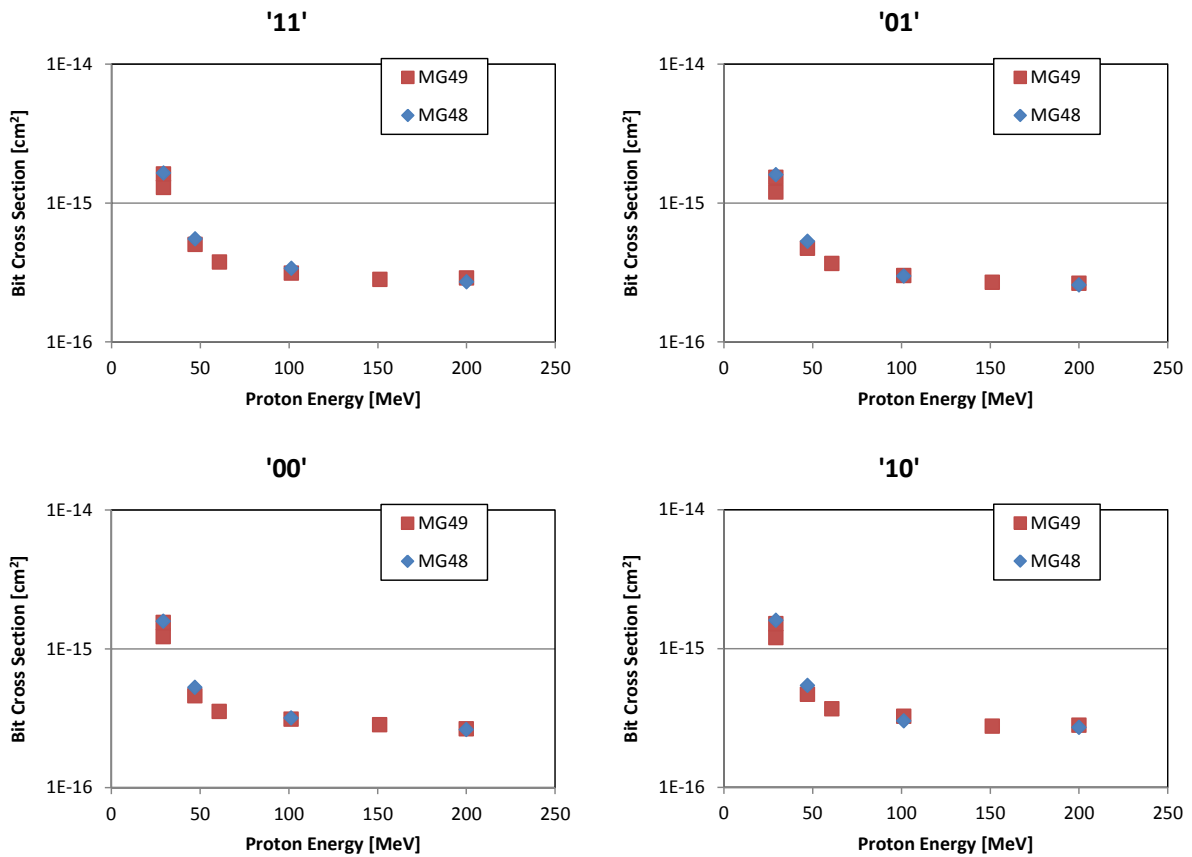 '11'
1E-14
1E-15
1E-16
Bit Cross Section [cm²]
0 50 100 150 200 250
Proton Energy [MeV]
MG49
MG48
'01'
1E-14
1E-15
1E-16
Bit Cross Section [cm²]
0 50 100 150 200 250
Proton Energy [MeV]
MG49
MG48
'00'
1E-14
1E-15
1E-16
Bit Cross Section [cm²]
0 50 100 150 200 250
Proton Energy [MeV]
MG49
MG48
'10'
1E-14
1E-15
1E-16
Bit Cross Section [cm²]
0 50 100 150 200 250
Proton Energy [MeV]
MG49
MG48